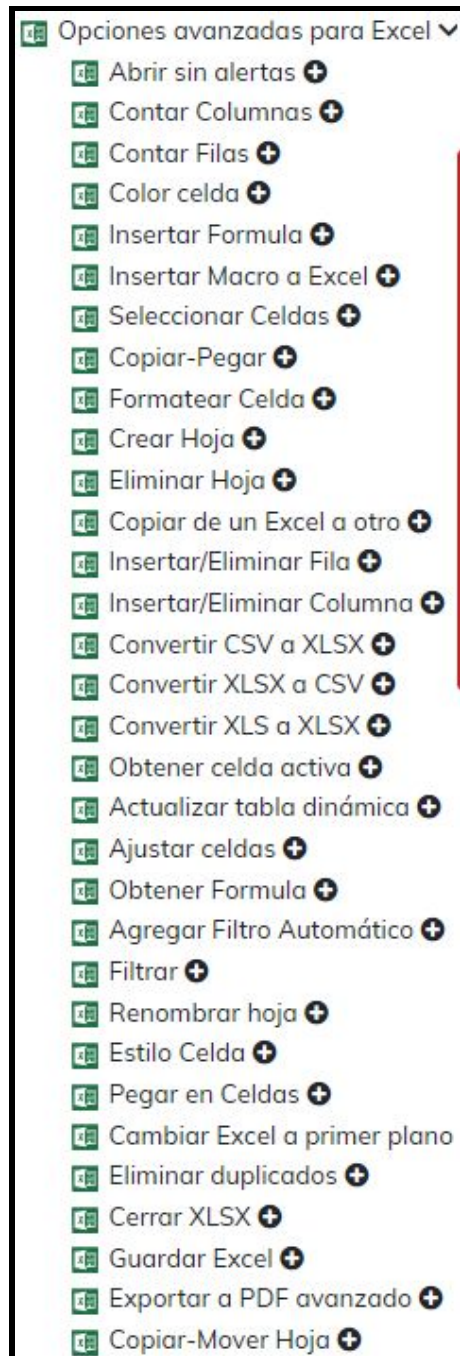 Opciones avanzadas para Excel
Abrir sin alertas
Contar Columnas
Contar Filas
Color celda
Insertar Formula
Insertar Macro a Excel
Seleccionar Celdas
Copiar-Pegar
Formatear Celda
Crear Hoja
Eliminar Hoja
Copiar de un Excel a otro
Insertar/Eliminar Fila
Insertar/Eliminar Columna
Convertir CSV a XLSX
Convertir XLSX a CSV
Convertir XLS a XLSX
Obtener celda activa
Actualizar tabla dinámica
Ajustar celdas
Obtener Formula
Agregar Filtro Automático
Filtrar
Renombrar hoja
Estilo Celda
Pegar en Celdas
Cambiar Excel a primer plano
Eliminar duplicados
Cerrar XLSX
Guardar Excel
Exportar a PDF avanzado
Copiar-Mover Hoja